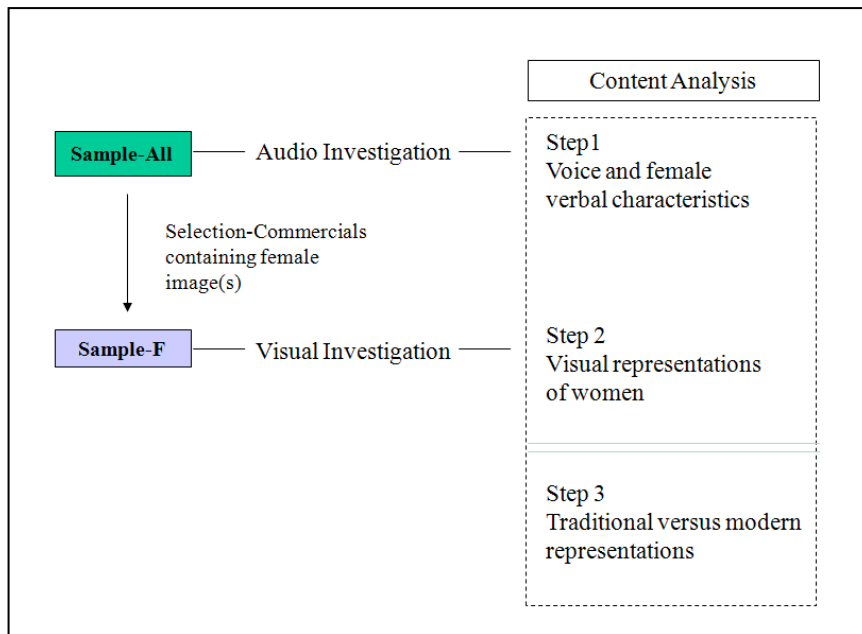 Content Analysis
Sample-All
Audio Investigation
Step1
Voice and female
verbal characteristics
Selection-Commercials
containing female
image(s)
Sample-F
Visual Investigation
Step 2
Visual representations
of women
Step 3
Traditional versus modern
representations